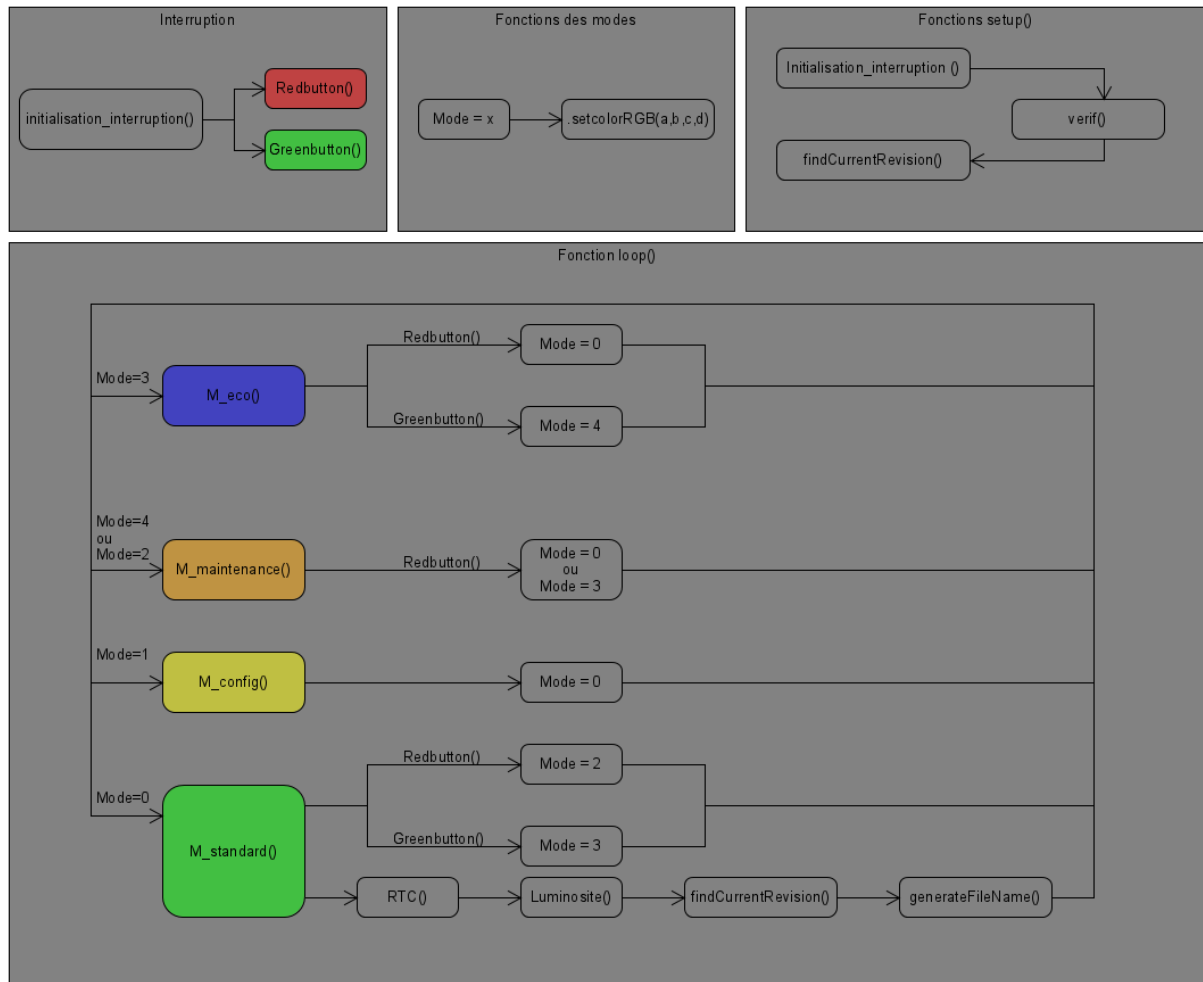 Interruption
initialisation_interruption()
Redbutton()
Greenbutton()
Fonctions des modes
Mode = x
.setcolorRGB(a,b,c,d)
Fonctions setup()
Initialisation_interruption ()
verif()
findCurrentRevision()
Fonction loop()
Mode=3
M_eco()
Redbutton()
Mode = 0
Greenbutton()
Mode = 4
Mode=4
ou
Mode=2
M_maintenance()
Redbutton()
Mode = 0
ou
Mode = 3
Mode=1
M_config()
Mode = 0
Mode=0
M_standard()
Redbutton()
Mode = 2
Greenbutton()
Mode = 3
RTC()
Luminosite()
findCurrentRevision()
generateFileName()